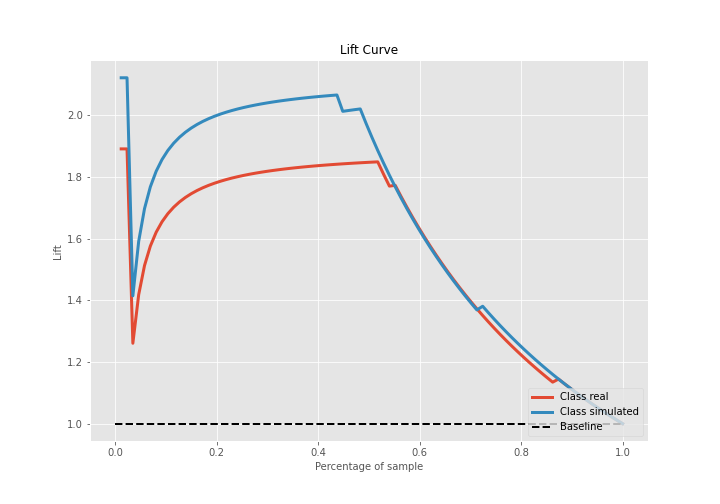 Lift Curve
Lift
2.0
1.8
1.6
1.4
1.2
1.0
0.0 0.2 0.4 0.6 0.8 1.0
Percentage of sample
Class real
Class simulated
Baseline